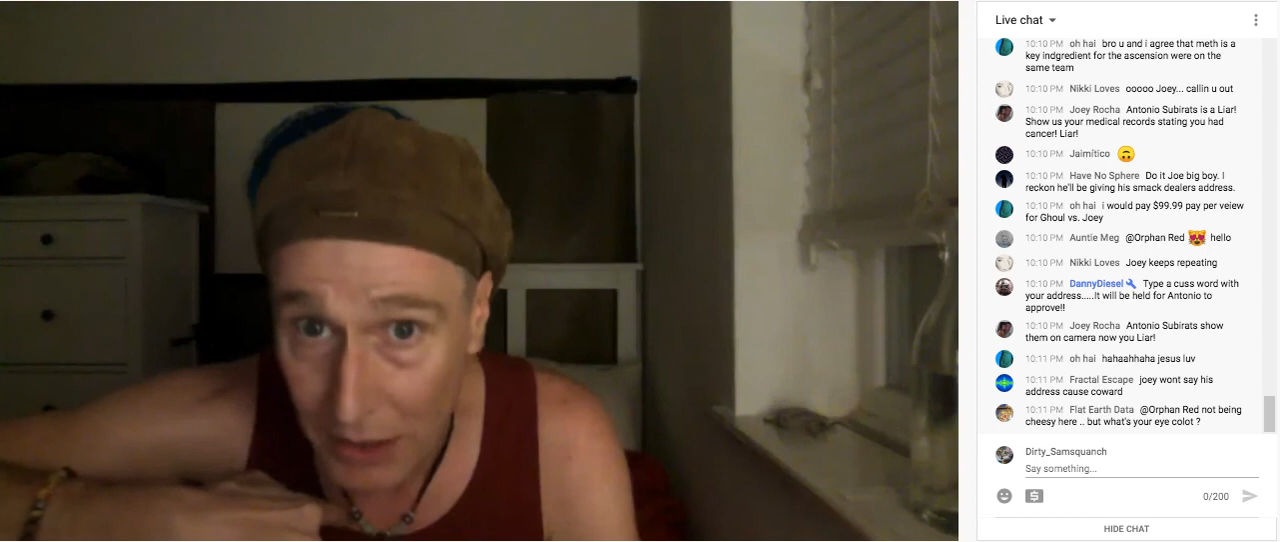 Live chat
10:10 PM oh hai bro u and i agree that meth is a
key indgredient for the ascension were on the
same team
10:10 PM Nikki Loves ooooo Joey... callin u out
10:10 PM Joey Rocha Antonio Subirats is a Liar!
Show us your medical records stating you had
cancer! Liar!
10:10 PM Jaimítico
10:10 PM Have No Sphere Do it Joe big boy. I
reckon he'll be giving his smack dealers address.
10:10 PM oh hai i would pay $99.99 pay per veiew
for Ghoul vs. Joey
10:10 PM Auntie Meg @Orphan Red hello
10:10 PM Nikki Loves Joey keeps repeating
10:10 PM DannyDiesel Type a cuss word with
your address.....It will be held for Antonio to
approve!!
10:10 PM Joey Rocha Antonio Subirats show
them on camera now you Liar!
10:11 PM oh hai hahaahhaha jesus luv
10:11 PM Fractal Escape joey wont say his
address cause coward
10:11 PM Flat Earth Data @Orphan Red not being
cheesy here .. but what's your eye colot ?
Dirty_Samsquanch
Say something...
0/200
HIDE CHAT